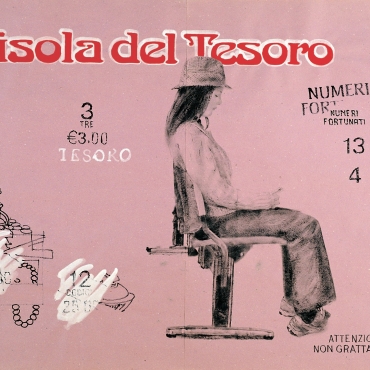 isola del Tesoro
3
TRE
€3.00
TESORO
NUMERI
FORT
NUMERI
FORTUNATI
13
4
12
ATTENZIO
NON GRATTA